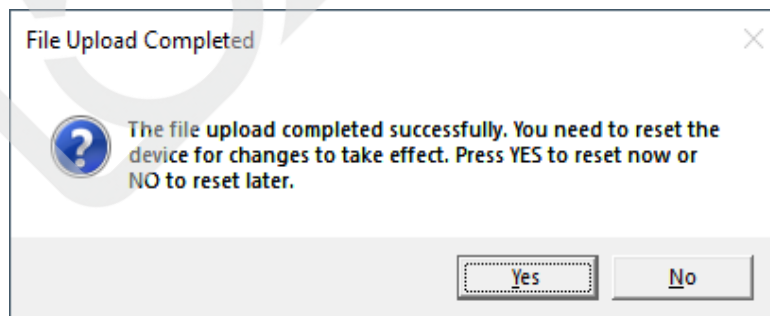 File Upload Completed
The file upload completed successfully. You need to reset the
device for changes to take effect. Press YES to reset now or
NO to reset later.
Yes
No